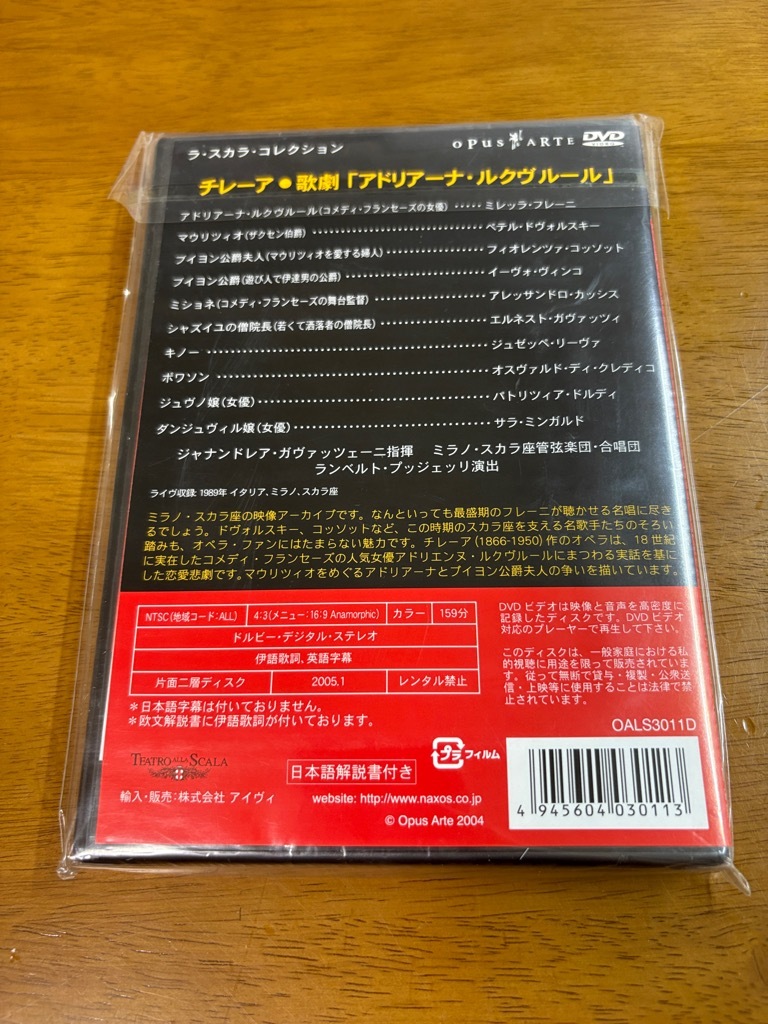 ラ・スカラ・コレクション
OPUS ARTE
DVD
VIDEO
チレーア●歌劇「アドリアーナ・ルクヴルール」
アドリアーナ・ルクヴルール(コメディ・フランセーズの女優)‥‥‥ミレッラ・フレーニ
マウリツィオ(ザクセン伯爵)‥‥‥‥‥‥‥‥‥‥‥‥ペテル・ドヴォルスキー
ブイヨン公爵夫人(マウリツィオを愛する婦人)‥‥‥‥‥‥フィオレンツァ・コッソット
ブイヨン公爵(遊び人で伊達男の公爵)‥‥‥‥‥‥‥‥‥イーヴォ・ヴィンコ
ミショネ(コメディ・フランセーズの舞台監督)‥‥‥‥‥‥アレッサンドロ・カッシス
シャズイユの僧院長(若くて洒落者の僧院長)‥‥‥‥‥‥エルネスト・ガヴァッツィ
キノー‥‥‥‥‥‥‥‥‥‥‥‥‥‥‥‥‥‥ジュゼッペ・リーヴァ
ポワソン‥‥‥‥‥‥‥‥‥‥‥‥‥‥‥‥‥オスヴァルド・ディ・クレディコ
ジュヴノ嬢(女優)‥‥‥‥‥‥‥‥‥‥‥‥‥‥パトリツィア・ドルディ
ダンジュヴィル嬢(女優)‥‥‥‥‥‥‥‥‥‥‥‥サラ・ミンガルド
ジャナンドレア・ガヴァッツェーニ指揮 ミラノ・スカラ座管弦楽団・合唱団
ランベルト・プッジェッリ演出
ライヴ収録:1989年 イタリア、ミラノ、スカラ座
ミラノ・スカラ座の映像アーカイブです。なんといっても最盛期のフレーニが聴かせる名唱に尽き
るでしょう。ドヴォルスキー、コッソットなど、この時期のスカラ座を支える名歌手たちのそろい
踏みも、オペラ・ファンにはたまらない魅力です。チレーア(1866-1950)作のオペラは、18世紀
に実在したコメディ・フランセーズの人気女優アドリエンヌ・ルクヴルールにまつわる実話を基に
した恋愛悲劇です。マウリツィオをめぐるアドリアーナとブイヨン公爵夫人の争いを描いています。
NTSC(地域コード:ALL) 4:3(メニュー:16:9 Anamorphic) カラー 159分
ドルビー・デジタル・ステレオ
伊語歌詞、英語字幕
片面二層ディスク 2005.1 レンタル禁止
＊日本語字幕は付いておりません。
＊欧文解説書に伊語歌詞が付いております。
DVDビデオは映像と音声を高密度に
記録したディスクです。DVDビデオ
対応のプレーヤーで再生して下さい。
このディスクは、一般家庭における私
的視聴に用途を限って販売されていま
す。従って無断で貸与・複製・公衆送
信・上映等に使用することは法律で禁
止されています。
OALS3011D
TEATRO ALLA SCALA
日本語解説書付き
プラ フィルム
輸入・販売:株式会社 アイヴィ
website: http://www.naxos.co.jp
© Opus Arte 2004
4 945604 030113